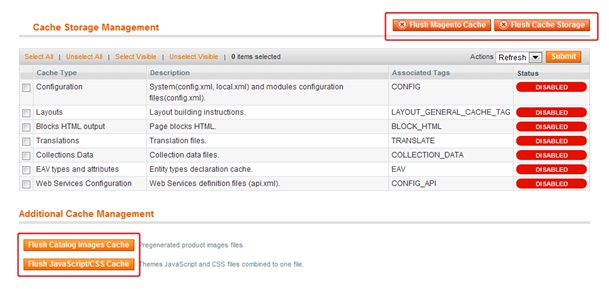 Cache Storage Management
Flush Magento Cache Flush Cache Storage
Select All | Unselect All | Select Visible | Unselect Visible | 0 items selected Actions Refresh Submit
Cache Type Description Associated Tags Status
Configuration System(config.xml, local.xml) and modules configuration CONFIG DISABLED
files(config.xml).
Layouts Layout building instructions. LAYOUT_GENERAL_CACHE_TAG DISABLED
Blocks HTML output Page blocks HTML. BLOCK_HTML DISABLED
Translations Translation files. TRANSLATE DISABLED
Collections Data Collection data files. COLLECTION_DATA DISABLED
EAV types and attributes Entity types declaration cache. EAV DISABLED
Web Services Configuration Web Services definition files (api.xml). CONFIG_API DISABLED
Additional Cache Management
Flush Catalog Images Cache Pregenerated product images files.
Flush JavaScript/CSS Cache Themes JavaScript and CSS files combined to one file.